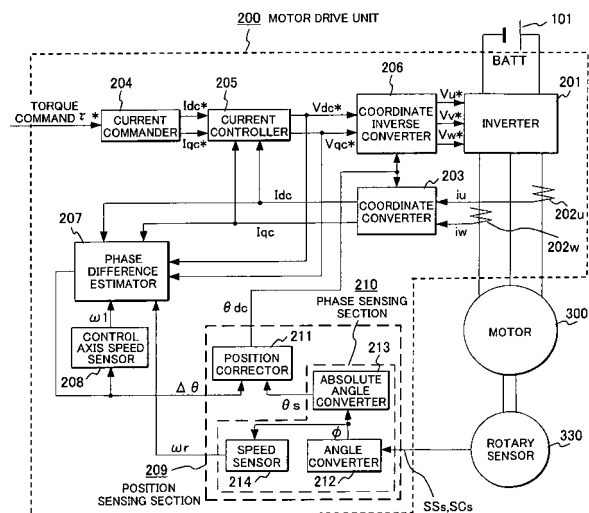 200 MOTOR DRIVE UNIT
101
BATT
204
205
206
201
TORQUE
COMMAND τ*
CURRENT
COMMANDER
Idc*
Iqc*
CURRENT
CONTROLLER
Vdc*
Vqc*
COORDINATE
INVERSE
CONVERTER
Vu*
Vv*
Vw*
INVERTER
203
COORDINATE
CONVERTER
iu
iw
202u
202w
Idc
Iqc
207
PHASE
DIFFERENCE
ESTIMATOR
210
PHASE SENSING
SECTION
θdc
ω1
CONTROL
AXIS SPEED
SENSOR
208
211
POSITION
CORRECTOR
213
ABSOLUTE
ANGLE
CONVERTER
MOTOR
300
Δθ
θs
ϕ
ωr
209
POSITION
SENSING SECTION
SPEED
SENSOR
214
ANGLE
CONVERTER
212
ROTARY
SENSOR
330
SSs,SCs